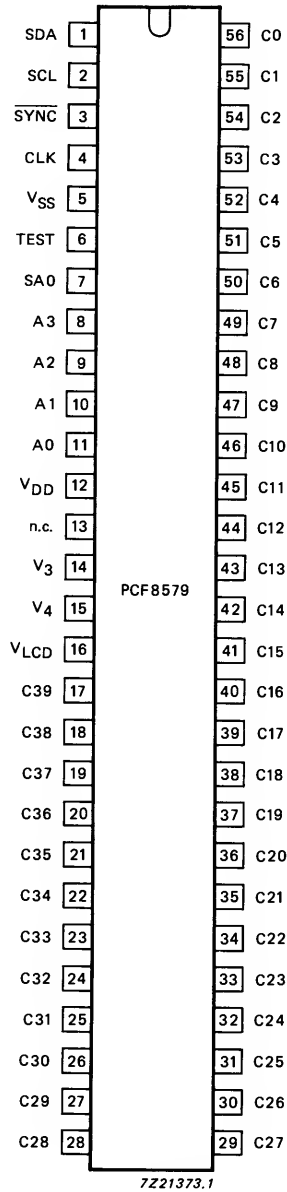 SDA 1 56 C0
SCL 2 55 C1
SYNC 3 54 C2
CLK 4 53 C3
VSS 5 52 C4
TEST 6 51 C5
SA0 7 50 C6
A3 8 49 C7
A2 9 48 C8
A1 10 47 C9
A0 11 46 C10
VDD 12 45 C11
n.c. 13 44 C12
V3 14 43 C13
PCF8579
V4 15 42 C14
VLCD 16 41 C15
C39 17 40 C16
C38 18 39 C17
C37 19 38 C18
C36 20 37 C19
C35 21 36 C20
C34 22 35 C21
C33 23 34 C22
C32 24 33 C23
C31 25 32 C24
C30 26 31 C25
C29 27 30 C26
C28 28 29 C27
7Z21373.1